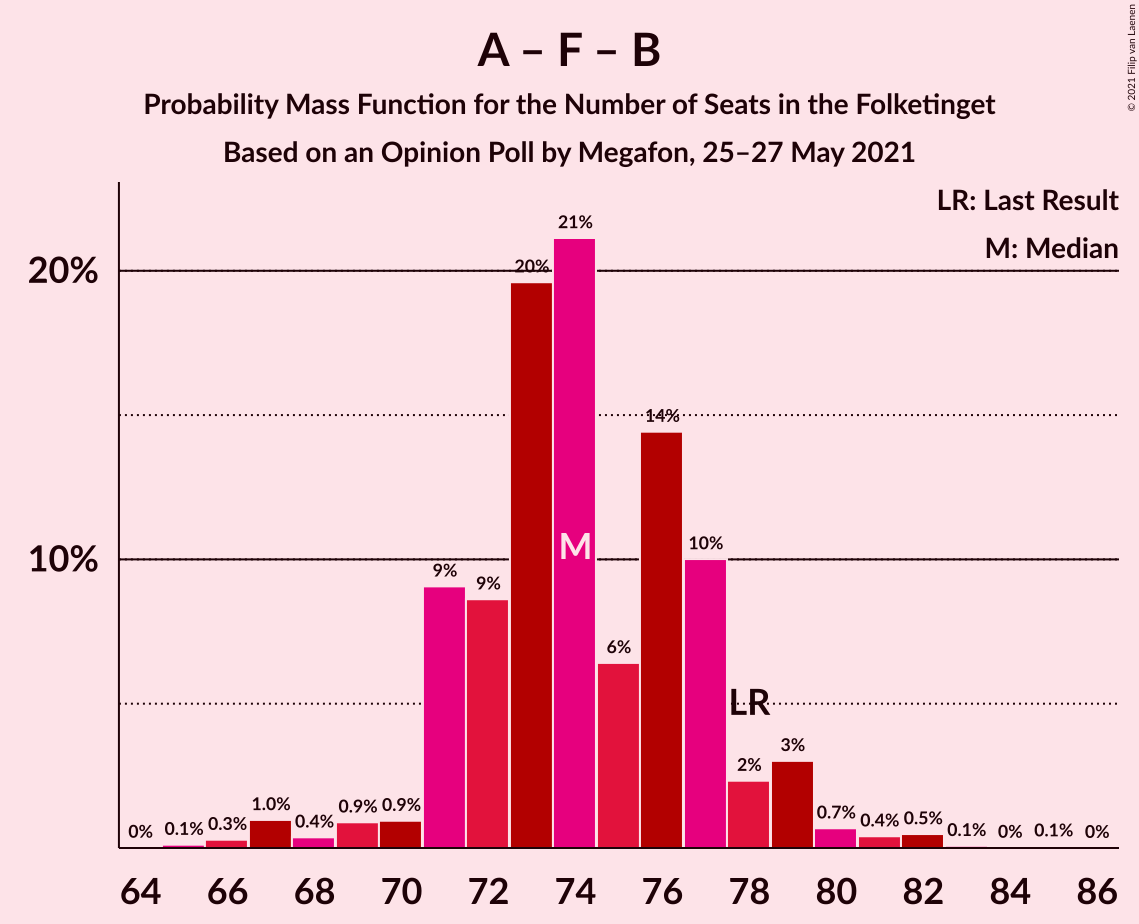 A – F – B
Probability Mass Function for the Number of Seats in the Folketinget
Based on an Opinion Poll by Megafon, 25–27 May 2021
© 2021 Filip van Laenen
LR: Last Result
M: Median
20%
10%
0%
0.1%
0.3%
1.0%
0.4%
0.9%
0.9%
9%
9%
20%
21%
6%
14%
10%
2%
3%
0.7%
0.4%
0.5%
0.1%
0%
0.1%
0%
M
LR
64 66 68 70 72 74 76 78 80 82 84 86